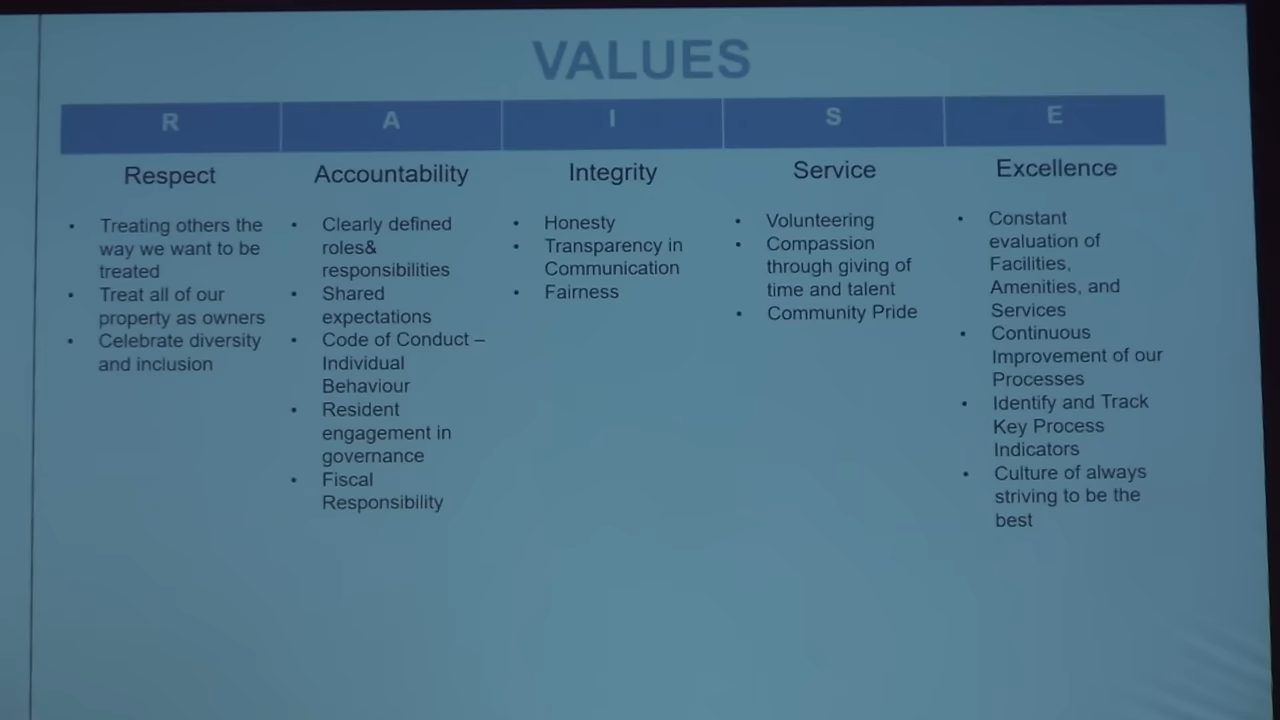 VALUES
R
A
I
S
E
Respect
Accountability
Integrity
Service
Excellence
• Treating others the
way we want to be
treated
• Treat all of our
property as owners
• Celebrate diversity
and inclusion
• Clearly defined
roles&
responsibilities
• Shared
expectations
• Code of Conduct –
Individual
Behaviour
• Resident
engagement in
governance
• Fiscal
Responsibility
• Honesty
• Transparency in
Communication
• Fairness
• Volunteering
• Compassion
through giving of
time and talent
• Community Pride
• Constant
evaluation of
Facilities,
Amenities, and
Services
• Continuous
Improvement of our
Processes
• Identify and Track
Key Process
Indicators
• Culture of always
striving to be the
best